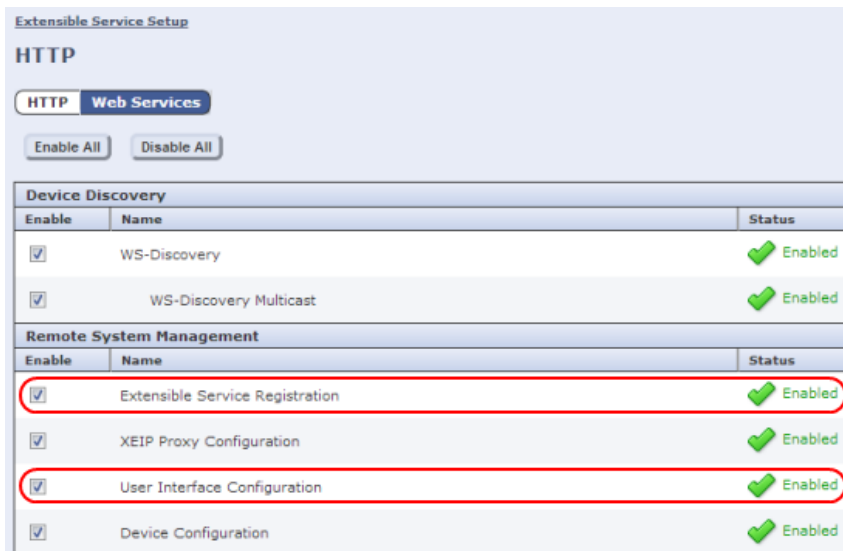 Extensible Service Setup
HTTP
HTTP Web Services
Enable All Disable All
Device Discovery
Enable Name Status
WS-Discovery Enabled
WS-Discovery Multicast Enabled
Remote System Management
Enable Name Status
Extensible Service Registration Enabled
XEIP Proxy Configuration Enabled
User Interface Configuration Enabled
Device Configuration Enabled